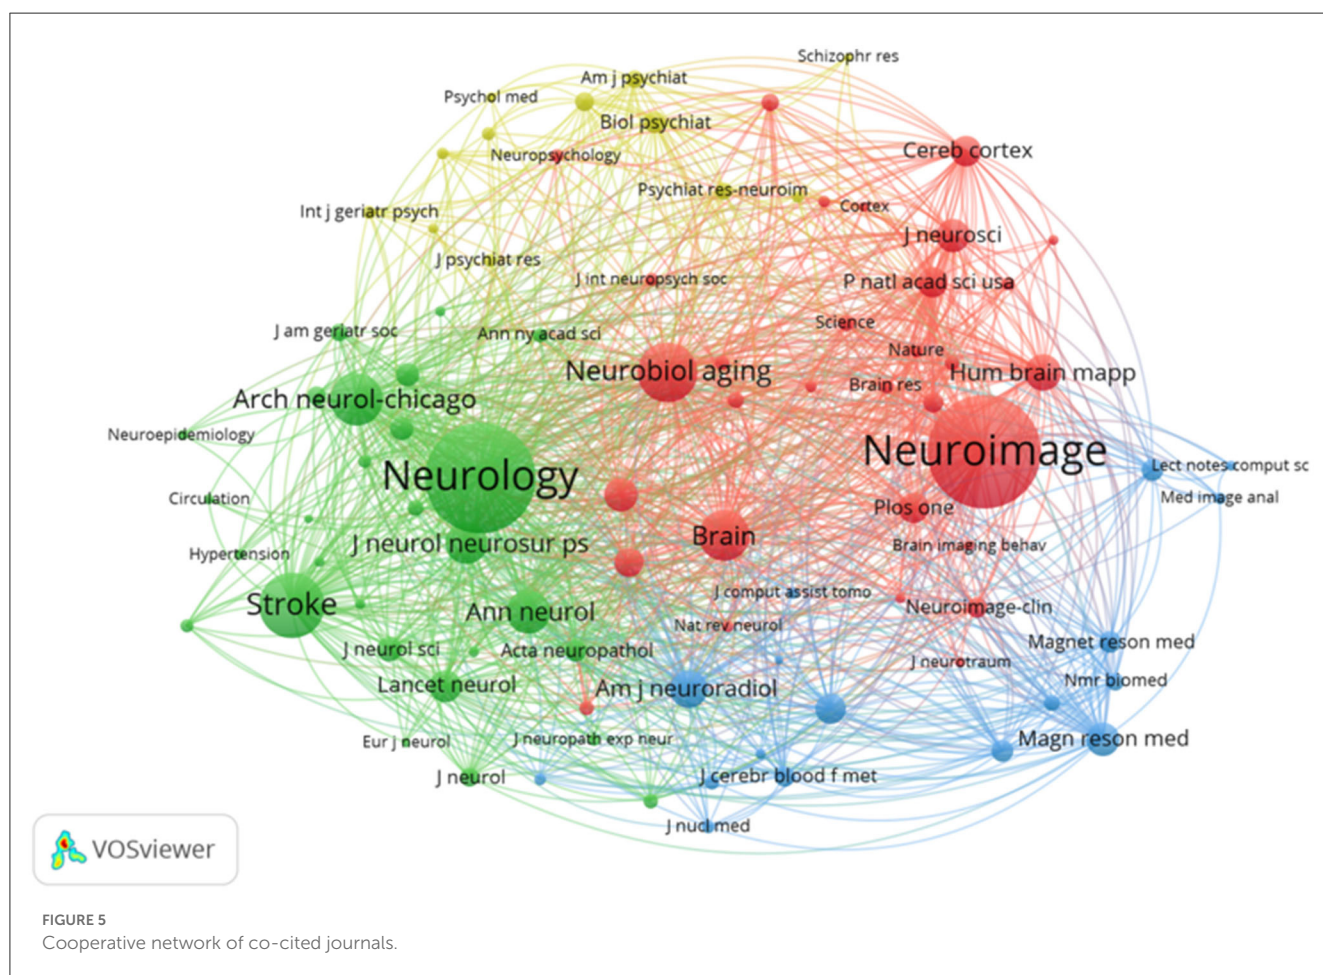 Schizophr res
Am j psychiat
Psychol med
Biol psychiat
Cereb cortex
Neuropsychology
Psychiat res-neuroim
Cortex
Int j geriatr psych
J neurosci
J psychiat res
J int neuropsych soc
P natl acad sci usa
Science
J am geriatr soc
Ann ny acad sci
Nature
Neurobiol aging
Hum brain mapp
Brain res
Arch neurol-chicago
Neuroepidemiology
Neuroimage
Lect notes comput sc
Neurology
Med image anal
Circulation
Plos one
Brain
J neurol neurosur ps
Brain imaging behav
Hypertension
J comput assist tomo
Stroke
Neuroimage-clin
Ann neurol
Nat rev neurol
Magnet reson med
J neurol sci
Acta neuropathol
J neurotraum
Nmr biomed
Lancet neurol
Am j neuroradiol
Magn reson med
Eur j neurol
J neuropath exp neur
J neurol
J cerebr blood f met
J nucl med
VOSviewer
FIGURE 5
Cooperative network of co-cited journals.